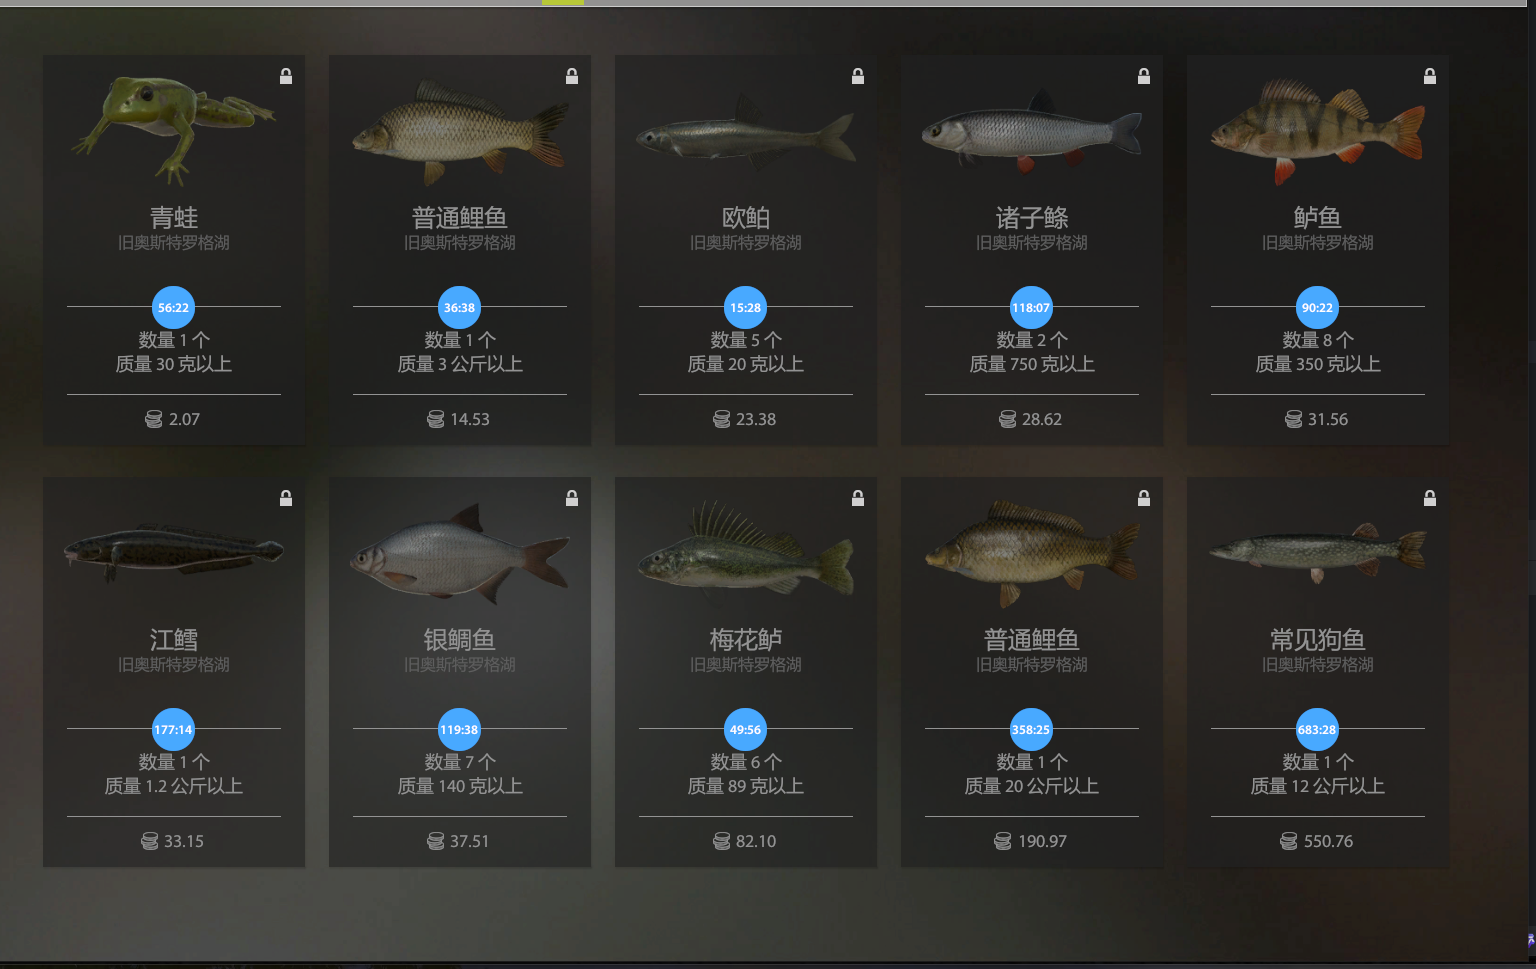 青蛙
旧奥斯特罗格湖
56:22
数量 1 个
质量 30 克以上
2.07
普通鲤鱼
旧奥斯特罗格湖
36:38
数量 1 个
质量 3 公斤以上
14.53
欧鲌
旧奥斯特罗格湖
15:28
数量 5 个
质量 20 克以上
23.38
诸子鲦
旧奥斯特罗格湖
118:07
数量 2 个
质量 750 克以上
28.62
鲈鱼
旧奥斯特罗格湖
90:22
数量 8 个
质量 350 克以上
31.56
江鳕
旧奥斯特罗格湖
177:14
数量 1 个
质量 1.2 公斤以上
33.15
银鲷鱼
旧奥斯特罗格湖
119:38
数量 7 个
质量 140 克以上
37.51
梅花鲈
旧奥斯特罗格湖
49:56
数量 6 个
质量 89 克以上
82.10
普通鲤鱼
旧奥斯特罗格湖
358:25
数量 1 个
质量 20 公斤以上
190.97
常见狗鱼
旧奥斯特罗格湖
683:28
数量 1 个
质量 12 公斤以上
550.76